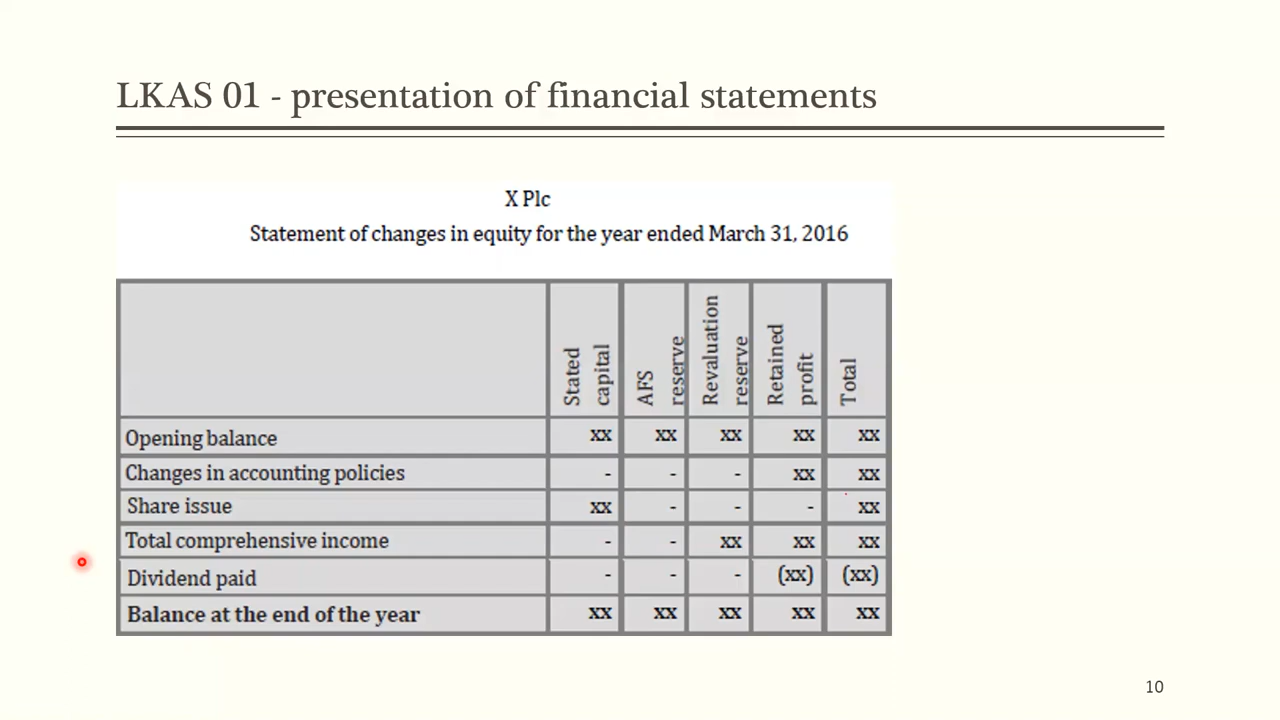 LKAS 01 - presentation of financial statements
X Plc
Statement of changes in equity for the year ended March 31, 2016
Stated capital AFS reserve Revaluation reserve Retained profit Total
Opening balance xx xx xx xx xx
Changes in accounting policies - - - xx xx
Share issue xx - - - xx
Total comprehensive income - - xx xx xx
Dividend paid - - - (xx) (xx)
Balance at the end of the year xx xx xx xx xx
10